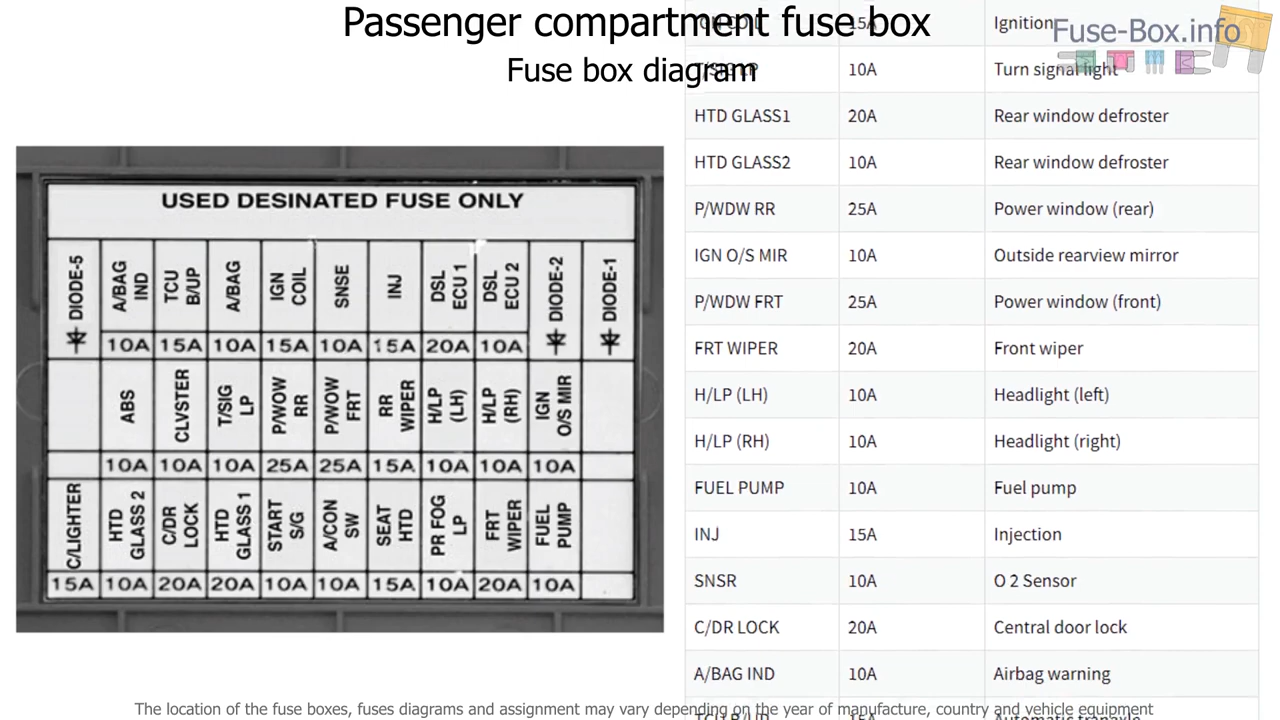 Passenger compartment fuse box
Fuse box diagram
Fuse-Box.info
USED DESINATED FUSE ONLY
DIODE-5
A/BAG IND
TCU B/UP
A/BAG
IGN COIL
SNSE
INJ
DSL ECU 1
DSL ECU 2
DIODE-2
DIODE-1
10A 15A 10A 15A 10A 15A 20A 10A
ABS
CLVSTER
T/SIG LP
P/WOW RR
P/WOW FRT
RR WIPER
H/LP (LH)
H/LP (RH)
IGN O/S MIR
10A 10A 10A 25A 25A 15A 10A 10A 10A
C/LIGHTER
HTD GLASS 2
C/DR LOCK
HTD GLASS 1
START S/G
A/CON SW
SEAT HTD
PR FOG LP
FRT WIPER
FUEL PUMP
15A 10A 20A 20A 10A 10A 15A 10A 20A 10A
IGN COIL 15A Ignition
T/SIG LP 10A Turn signal light
HTD GLASS1 20A Rear window defroster
HTD GLASS2 10A Rear window defroster
P/WDW RR 25A Power window (rear)
IGN O/S MIR 10A Outside rearview mirror
P/WDW FRT 25A Power window (front)
FRT WIPER 20A Front wiper
H/LP (LH) 10A Headlight (left)
H/LP (RH) 10A Headlight (right)
FUEL PUMP 10A Fuel pump
INJ 15A Injection
SNSR 10A O 2 Sensor
C/DR LOCK 20A Central door lock
A/BAG IND 10A Airbag warning
TCU B/UP 15A Automatic tranaxle
The location of the fuse boxes, fuses diagrams and assignment may vary depending on the year of manufacture, country and vehicle equipment